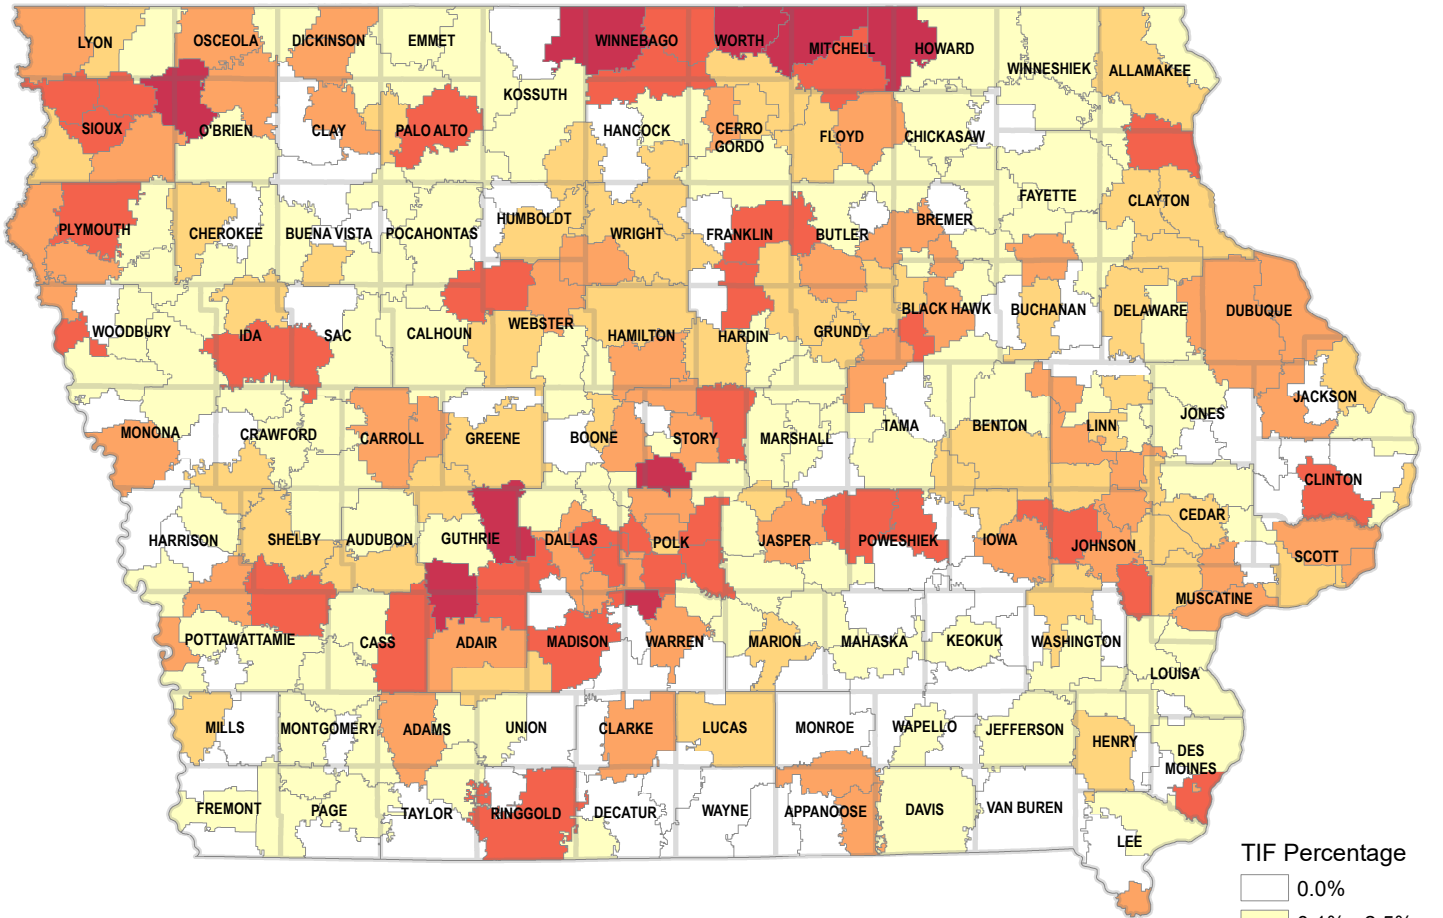 LYON
OSCEOLA
DICKINSON
EMMET
WINNEBAGO
WORTH
MITCHELL
HOWARD
WINNESHIEK
ALLAMAKEE
KOSSUTH
SIOUX
O'BRIEN
CLAY
PALO ALTO
HANCOCK
CERRO
GORDO
FLOYD
CHICKASAW
PLYMOUTH
CHEROKEE
BUENA VISTA
POCAHONTAS
HUMBOLDT
WRIGHT
FRANKLIN
BUTLER
BREMER
FAYETTE
CLAYTON
WOODBURY
IDA
SAC
CALHOUN
WEBSTER
HAMILTON
HARDIN
GRUNDY
BLACK HAWK
BUCHANAN
DELAWARE
DUBUQUE
MONONA
CRAWFORD
CARROLL
GREENE
BOONE
STORY
MARSHALL
TAMA
BENTON
LINN
JONES
JACKSON
CLINTON
HARRISON
SHELBY
AUDUBON
GUTHRIE
DALLAS
POLK
JASPER
POWESHIEK
IOWA
JOHNSON
CEDAR
SCOTT
MUSCATINE
POTTAWATTAMIE
CASS
ADAIR
MADISON
WARREN
MARION
MAHASKA
KEOKUK
WASHINGTON
LOUISA
MILLS
MONTGOMERY
ADAMS
UNION
CLARKE
LUCAS
MONROE
WAPELLO
JEFFERSON
HENRY
DES
MOINES
FREMONT
PAGE
TAYLOR
RINGGOLD
DECATUR
WAYNE
APPANOOSE
DAVIS
VAN BUREN
LEE
TIF Percentage
0.0%